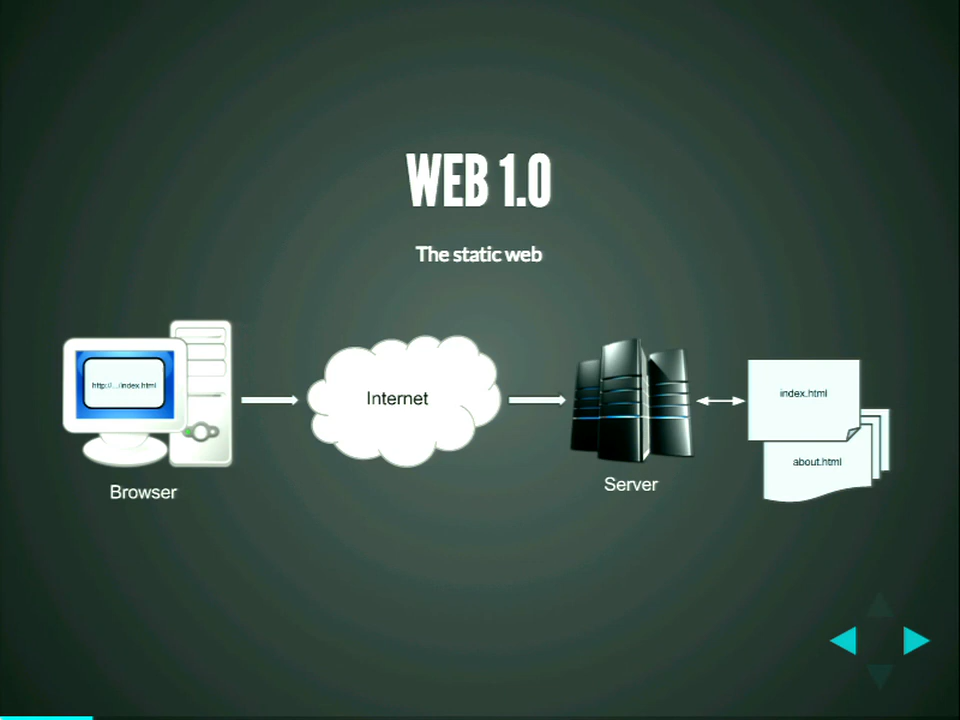 WEB 1.0
The static web
http://.../index.html
Internet
index.html
about.html
Browser
Server